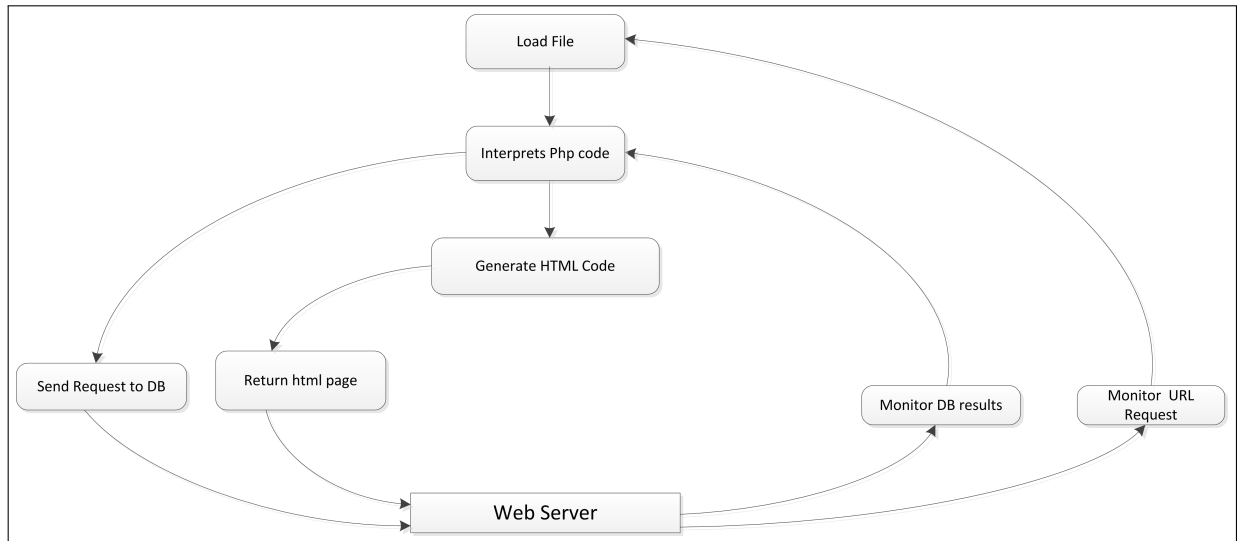 Load File
Interprets Php code
Generate HTML Code
Send Request to DB
Return html page
Monitor DB results
Monitor URL
Request
Web Server